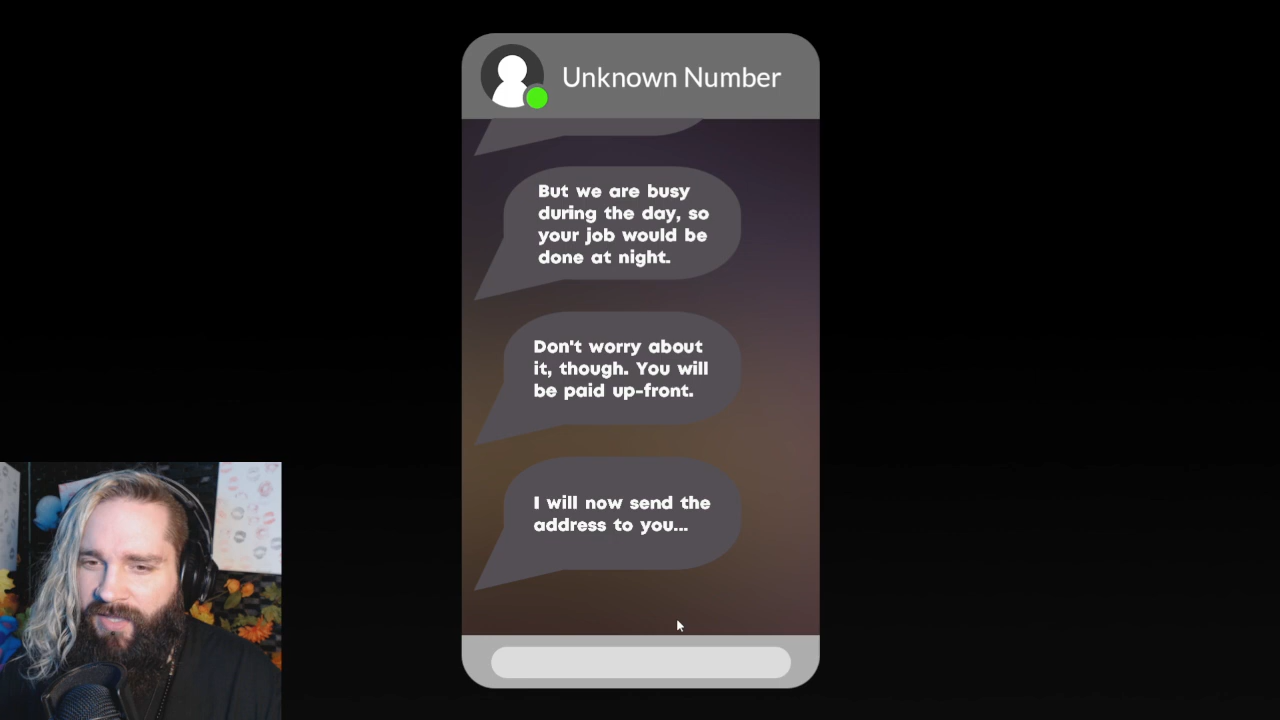 Unknown Number
But we are busy
during the day, so
your job would be
done at night.
Don't worry about
it, though. You will
be paid up-front.
I will now send the
address to you...